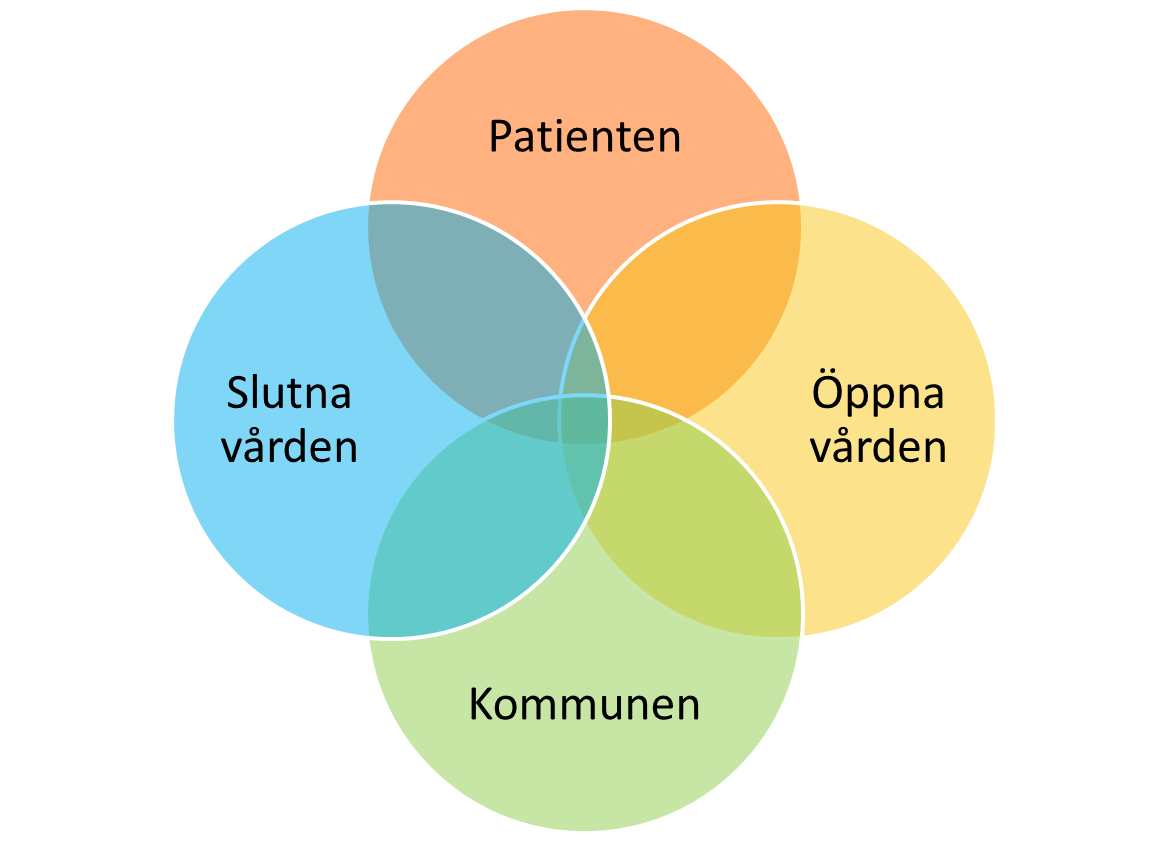 Patienten
Slutna
vården
Öppna
vården
Kommunen